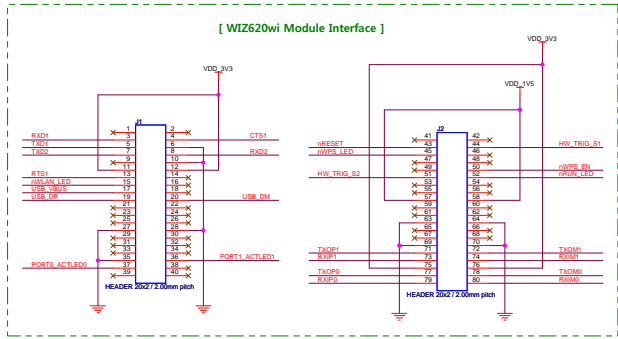 [ WIZ620wi Module Interface ]
VDD_3V3
J1
1 2
RXD1 3 4 CTS1
TXD1 5 6
TXD2 7 8 RXD2
9 10
11 12
RTS1 13 14
nWLAN_LED 15 16
USB_VBUS 17 18
USB_DP 19 20 USB_DM
21 22
23 24
25 26
27 28
29 30
31 32
33 34
35 36 PORT1_ACTLED1
PORT0_ACTLED0 37 38
39 40
HEADER 20x2 / 2.00mm pitch
VDD_3V3
VDD_1V5
J2
41 42
nRESET 43 44 HW_TRIG_S1
nWPS_LED 45 46
47 48
49 50 nWPS_EN
HW_TRIG_S2 51 52 nRUN_LED
53 54
55 56
57 58
59 60
61 62
63 64
65 66
67 68
69 70
TXOP1 71 72 TXOM1
RXIP1 73 74 RXIM1
75 76
TXOP0 77 78 TXOM0
RXIP0 79 80 RXIM0
HEADER 20x2 / 2.00mm pitch